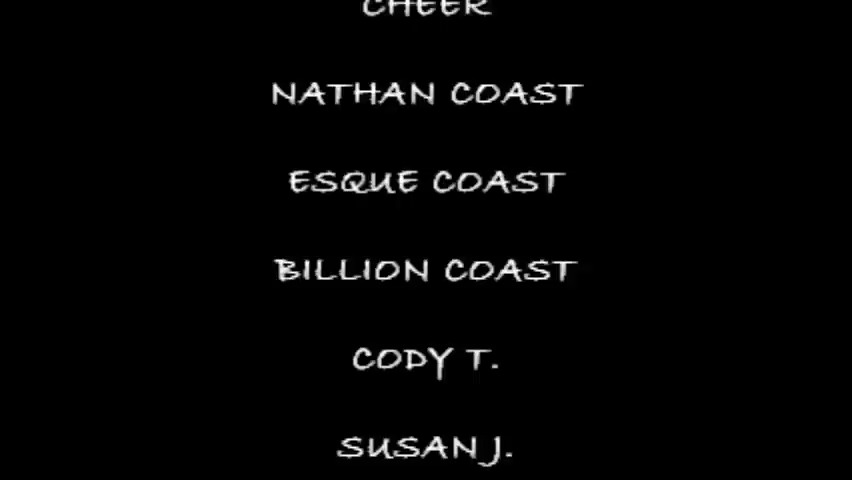 CHEER
NATHAN COAST
ESQUE COAST
BILLION COAST
CODY T.
SUSAN J.